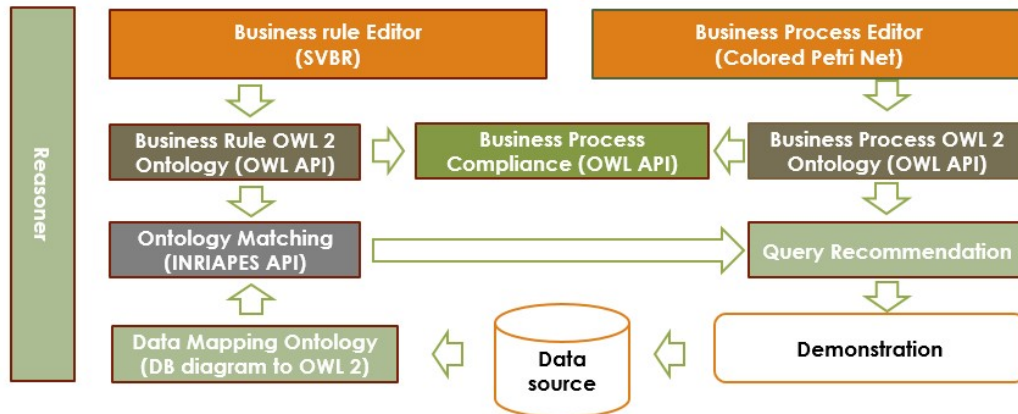 Business rule Editor
(SVBR)
Business Process Editor
(Colored Petri Net)
Reasoner
Business Rule OWL 2
Ontology (OWL API)
Business Process
Compliance (OWL API)
Business Process OWL 2
Ontology (OWL API)
Ontology Matching
(INRIAPES API)
Query Recommendation
Data Mapping Ontology
(DB diagram to OWL 2)
Data
source
Demonstration